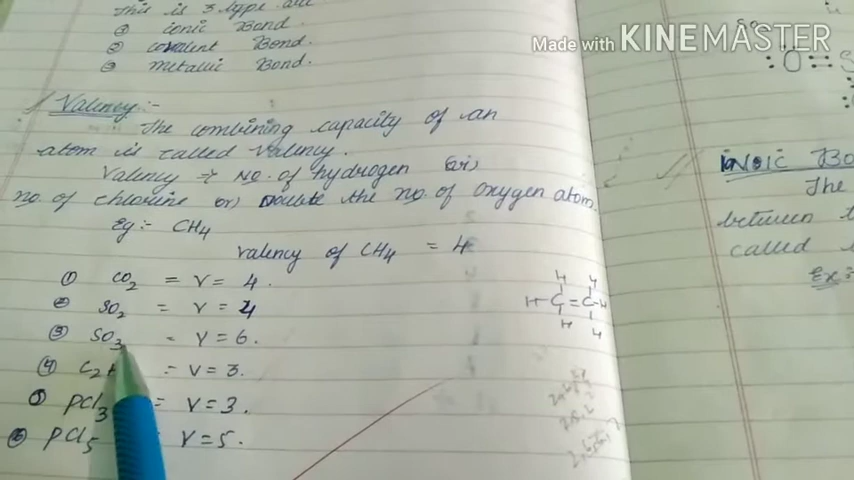 This is 3 type are
① ionic Bond.
② covalent Bond.
③ metallic Bond.
Valency :-
The combining capacity of an
atom is called valency.
Valency → No. of hydrogen (or)
no. of chlorine (or) Double the no. of oxygen atom.
Eg :- CH4
Valency of CH4 = 4
① CO2 = V = 4.
② SO2 = V = 4
③ SO3 = V = 6.
④ C2H = V = 3.
⑤ PCl3 = V = 3.
⑥ PCl5 V = 5.
H H
H - C = C - H
H H
Made with KINEMASTER
So
:O = S
IONIC Bo
The
between t
called
Ex :-